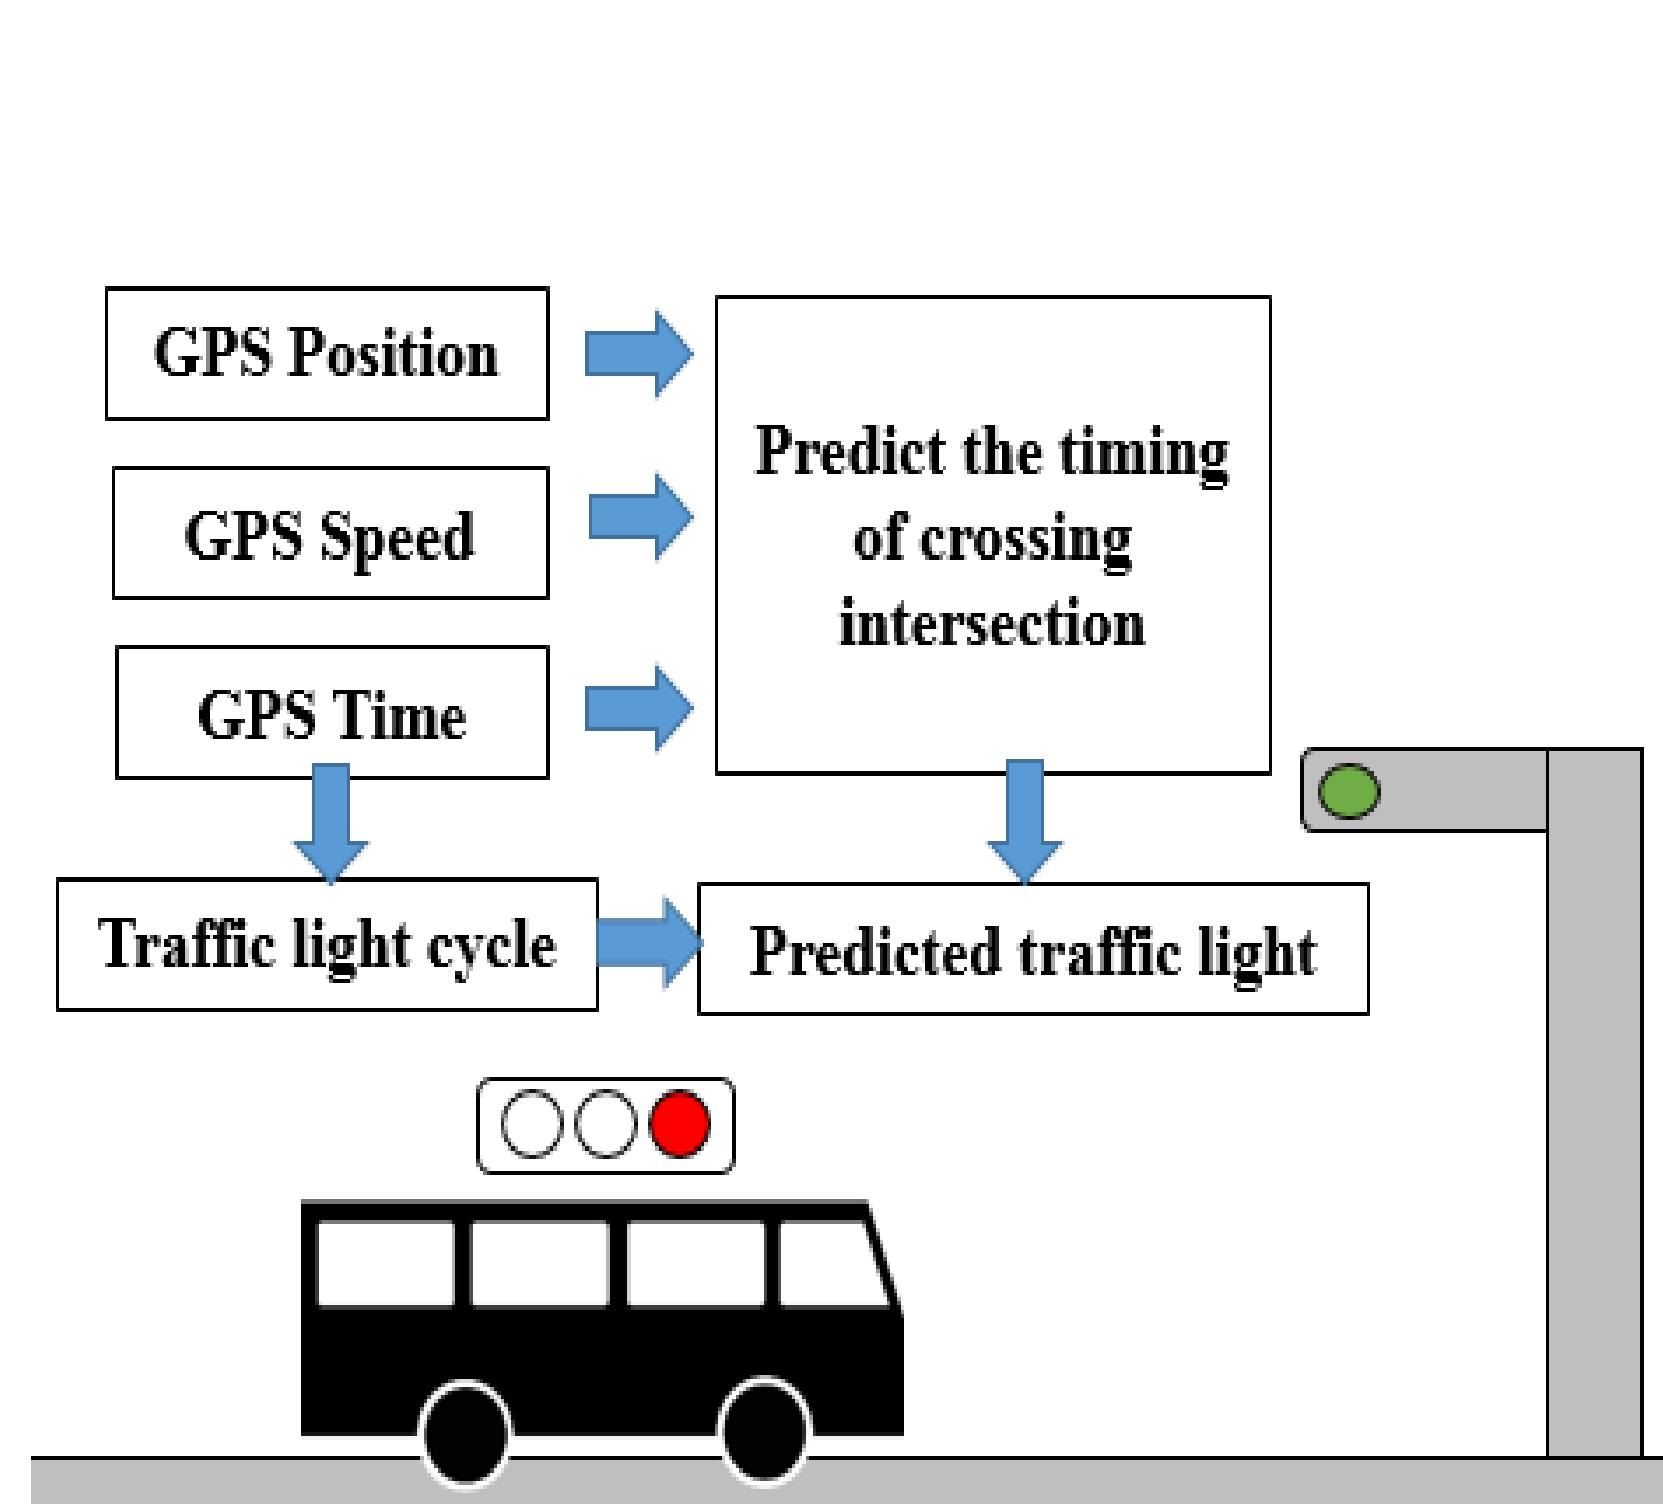 GPS Position
GPS Speed
GPS Time
Predict the timing
of crossing
intersection
Traffic light cycle
Predicted traffic light